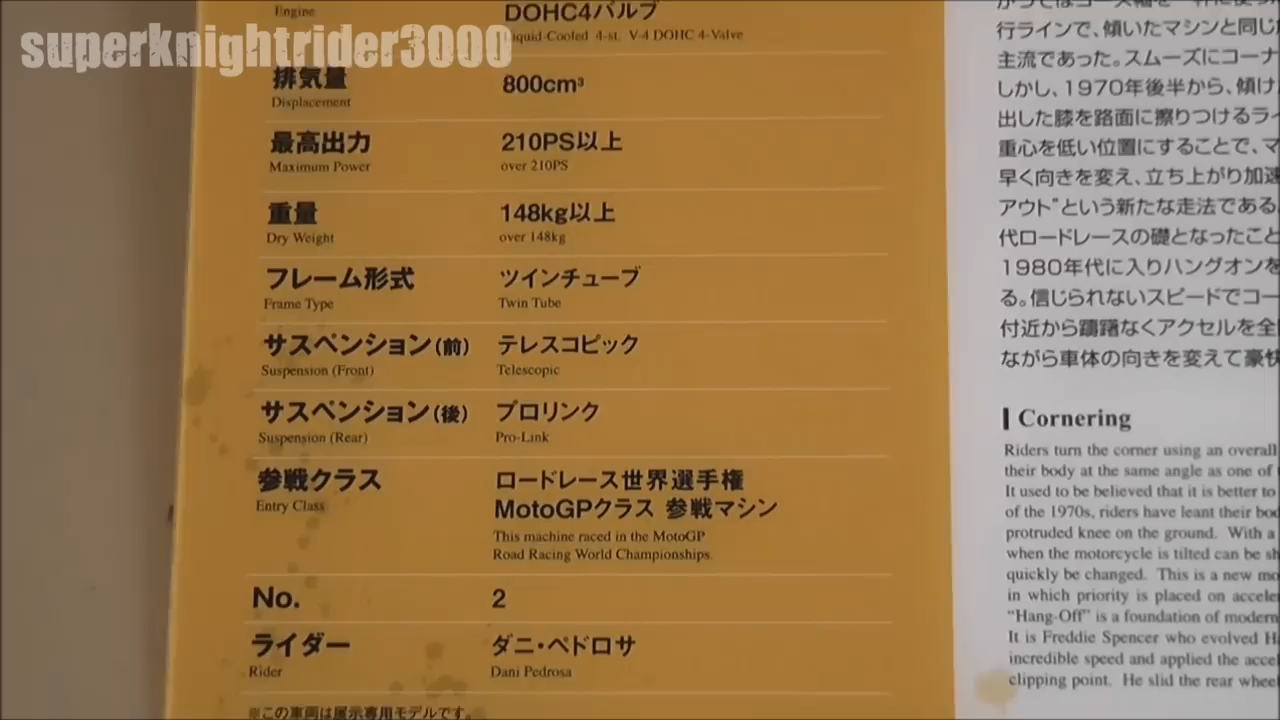 superknightrider3000
Engine
DOHC4バルブ
Liquid-Cooled 4-st. V-4 DOHC 4-Valve
排気量
Displacement
800cm³
最高出力
Maximum Power
210PS以上
over 210PS
重量
Dry Weight
148kg以上
over 148kg
フレーム形式
Frame Type
ツインチューブ
Twin Tube
サスペンション(前)
Suspension (Front)
テレスコピック
Telescopic
サスペンション(後)
Suspension (Rear)
プロリンク
Pro-Link
参戦クラス
Entry Class
ロードレース世界選手権
MotoGPクラス 参戦マシン
This machine raced in the MotoGP
Road Racing World Championships.
No.
2
ライダー
Rider
ダニ・ペドロサ
Dani Pedrosa
※この車両は展示専用モデルです。
行ラインで、傾いたマシンと同じ
主流であった。スムーズにコーナ
しかし、1970年後半から、傾け
出した膝を路面に擦りつけるライ
重心を低い位置にすることで、マ
早く向きを変え、立ち上がり加速
アウト”という新たな走法である
代ロードレースの礎となったこと
1980年代に入りハングオンを
る。信じられないスピードでコー
付近から躊躇なくアクセルを全
ながら車体の向きを変えて豪快
Cornering
Riders turn the corner using an overall
their body at the same angle as one of
It used to be believed that it is better to
of the 1970s, riders have leant their bod
protruded knee on the ground. With a
when the motorcycle is tilted can be sh
quickly be changed. This is a new mo
in which priority is placed on accele
“Hang-Off” is a foundation of modern
It is Freddie Spencer who evolved H
incredible speed and applied the accel
clipping point. He slid the rear whee